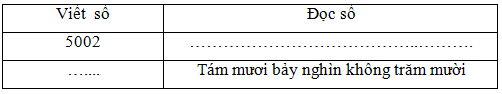 Viết số Đọc số
5002 …………………………………..……….
….... Tám mươi bảy nghìn không trăm mười